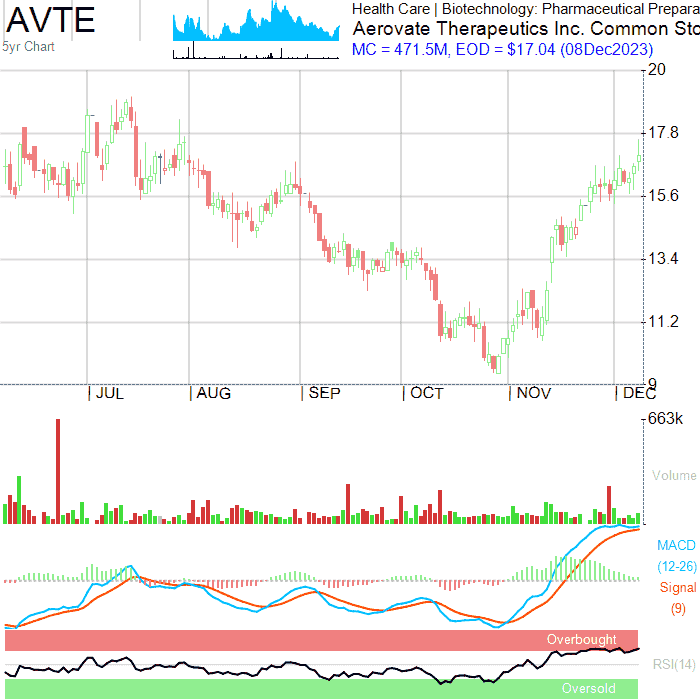 AVTE
5yr Chart
Health Care | Biotechnology: Pharmaceutical Prepara
Aerovate Therapeutics Inc. Common Sto
MC = 471.5M, EOD = $17.04 (08Dec2023)
20
17.8
15.6
13.4
11.2
9
JUL AUG SEP OCT NOV DEC
663k
Volume
MACD
(12-26)
Signal
(9)
Overbought
RSI(14)
Oversold